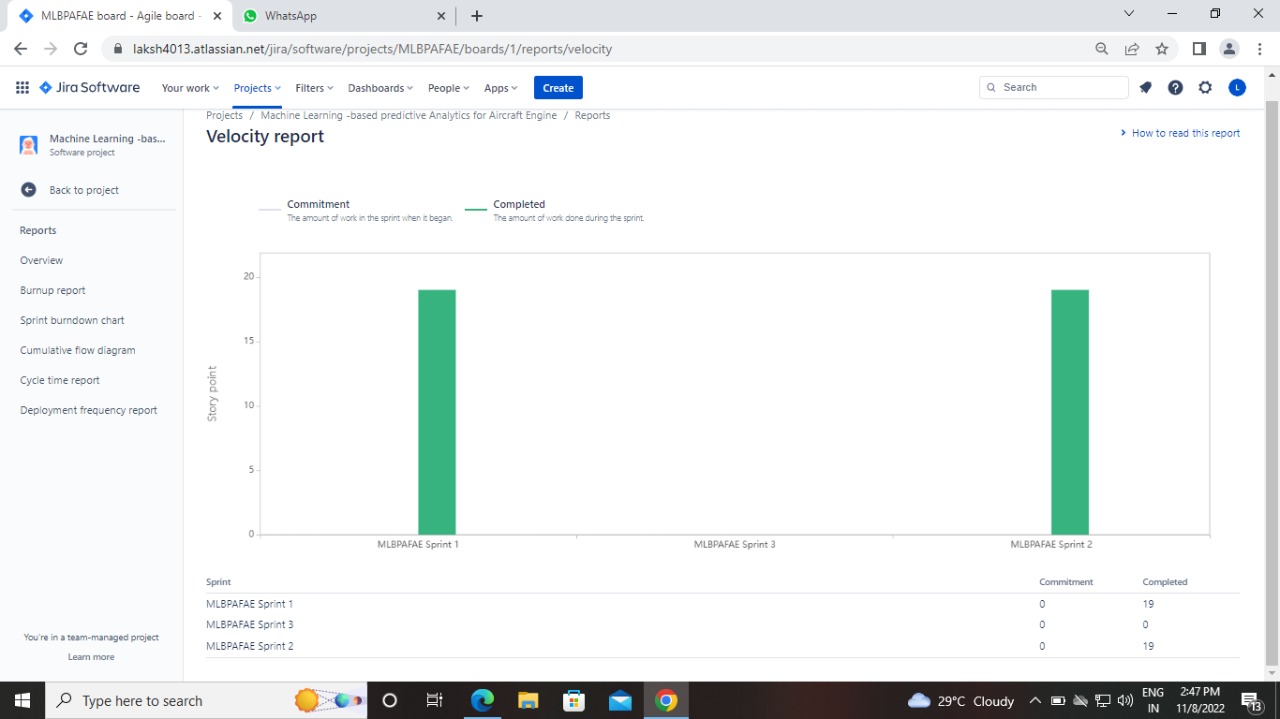 MLBPAFAE board - Agile board -
WhatsApp
laksh4013.atlassian.net/jira/software/projects/MLBPAFAE/boards/1/reports/velocity
Jira Software
Your work
Projects
Filters
Dashboards
People
Apps
Create
Search
L
Machine Learning -bas...
Software project
Back to project
Reports
Overview
Burnup report
Sprint burndown chart
Cumulative flow diagram
Cycle time report
Deployment frequency report
You're in a team-managed project
Learn more
Projects / Machine Learning -based predictive Analytics for Aircraft Engine / Reports
Velocity report
How to read this report
Commitment
The amount of work in the sprint when it began.
Completed
The amount of work done during the sprint.
Story point
20
15
10
5
0
MLBPAFAE Sprint 1
MLBPAFAE Sprint 3
MLBPAFAE Sprint 2
Sprint Commitment Completed
MLBPAFAE Sprint 1 0 19
MLBPAFAE Sprint 3 0 0
MLBPAFAE Sprint 2 0 19
Type here to search
29°C Cloudy
ENG
IN
2:47 PM
11/8/2022
13